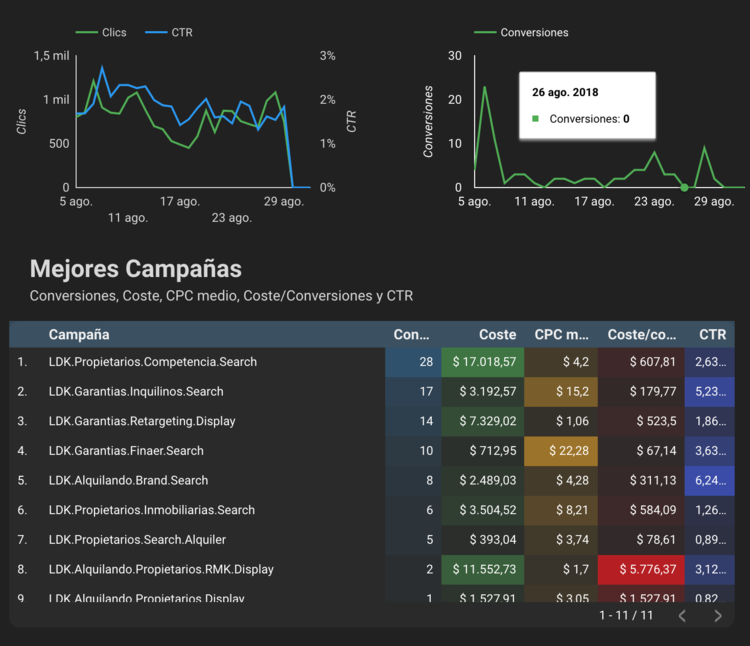 Clics CTR
1,5 mil
1 mil
500
0
Clics
3%
2%
1%
0%
CTR
5 ago. 17 ago. 29 ago.
11 ago. 23 ago.
Conversiones
30
20
10
0
Conversiones
26 ago. 2018
Conversiones: 0
5 ago. 11 ago. 17 ago. 23 ago. 29 ago.
Mejores Campañas
Conversiones, Coste, CPC medio, Coste/Conversiones y CTR
Campaña Con... Coste CPC m... Coste/co... CTR
1. LDK.Propietarios.Competencia.Search 28 $ 17.018,57 $ 4,2 $ 607,81 2,63...
2. LDK.Garantias.Inquilinos.Search 17 $ 3.192,57 $ 15,2 $ 179,77 5,23...
3. LDK.Garantias.Retargeting.Display 14 $ 7.329,02 $ 1,06 $ 523,5 1,86...
4. LDK.Garantias.Finaer.Search 10 $ 712,95 $ 22,28 $ 67,14 3,63...
5. LDK.Alquilando.Brand.Search 8 $ 2.489,03 $ 4,28 $ 311,13 6,24...
6. LDK.Propietarios.Inmobiliarias.Search 6 $ 3.504,52 $ 8,21 $ 584,09 1,26...
7. LDK.Propietarios.Search.Alquiler 5 $ 393,04 $ 3,74 $ 78,61 0,89...
8. LDK.Alquilando.Propietarios.RMK.Display 2 $ 11.552,73 $ 1,7 $ 5.776,37 3,12...
9 LDK.Alquilando.Propietarios.Display 1 $ 1.527,91 $ 3,05 $ 1.527,91 0,82...
1 - 11 / 11